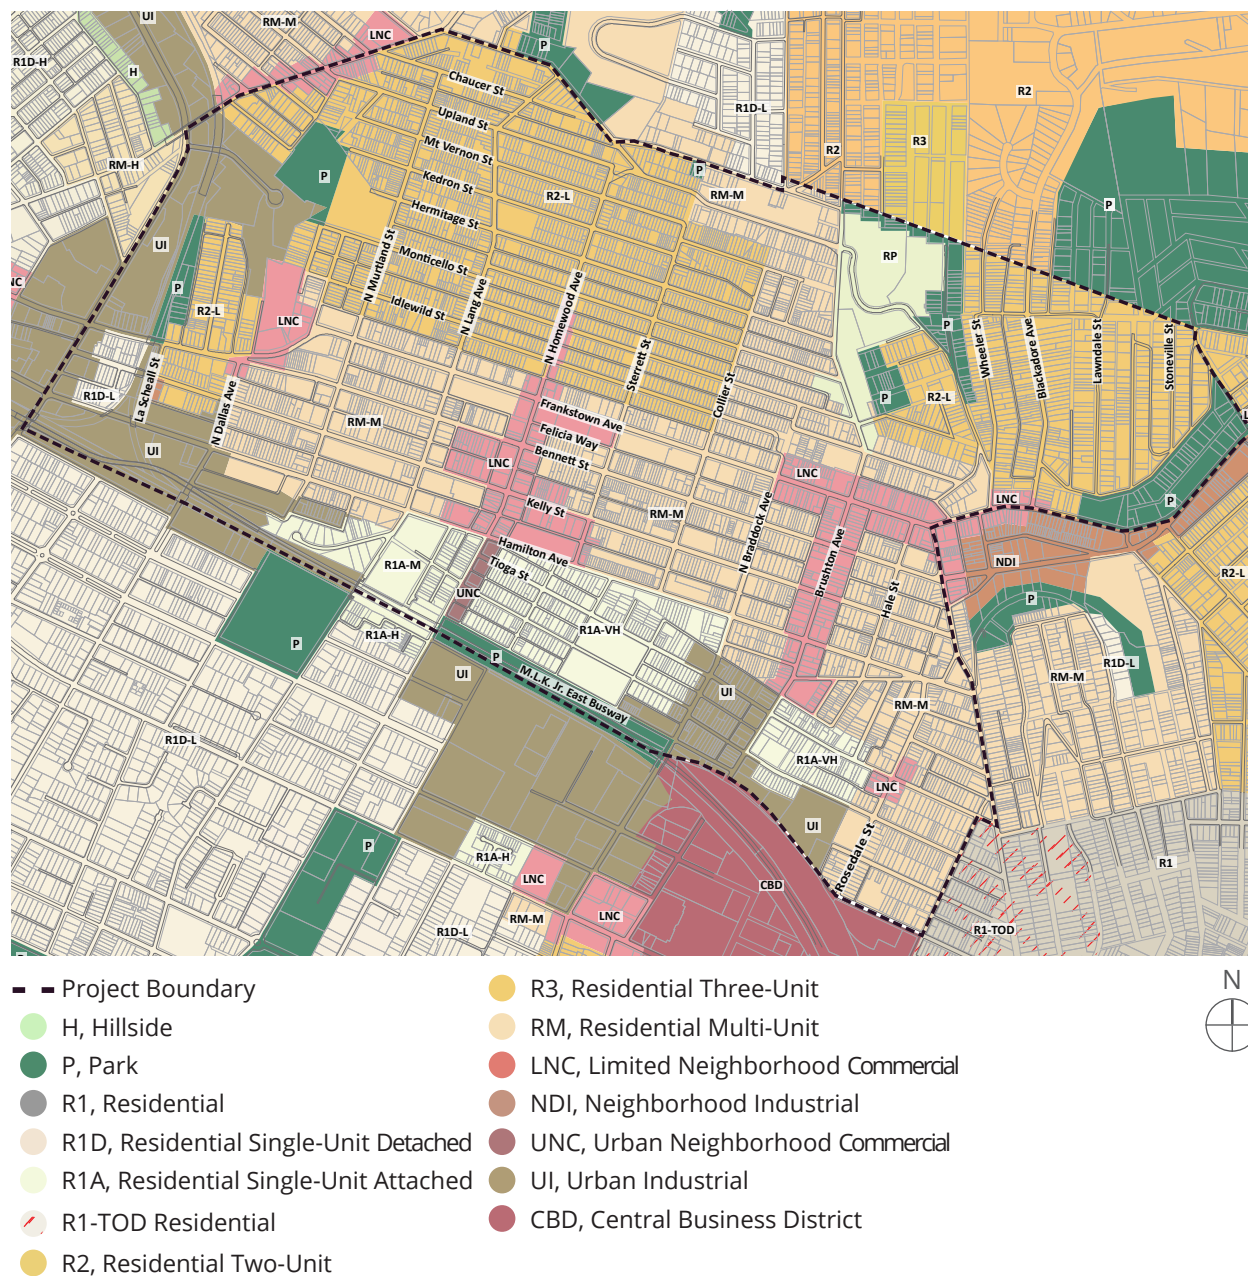 UI
RM-M
LNC
P
R1D-H
H
Chaucer St
R2
Upland St
R1D-L
R3
Mt Vernon St
R2
RM-H
P
Kedron St
P
R2-L
RM-M
P
Hermitage St
UI
N Murtland St
Monticello St
RP
NC
P
N Lang Ave
N Homewood Ave
Idlewild St
R2-L
LNC
P
Wheeler St
Blackadore Ave
Lawndale St
Stoneville St
La Scheall St
Sterrett St
Collier St
R1D-L
P
R2-L
N Dallas Ave
Frankstown Ave
L
RM-M
Felicia Way
UI
Bennett St
LNC
LNC
Kelly St
RM-M
LNC
P
N Braddock Ave
Brushton Ave
Hamilton Ave
R1A-M
Tioga St
NDI
R2-L
UNC
Hale St
P
R1A-H
R1A-VH
P
P
R1D-L
UI
RM-M
M.L.K. Jr. East Busway
UI
RM-M
R1D-L
R1A-VH
LNC
UI
P
R1A-H
Rosedale St
R1
LNC
CBD
RM-M
LNC
R1D-L
R1-TOD
Project Boundary
H, Hillside
P, Park
R1, Residential
R1D, Residential Single-Unit Detached
R1A, Residential Single-Unit Attached
R1-TOD Residential
R2, Residential Two-Unit
R3, Residential Three-Unit
RM, Residential Multi-Unit
LNC, Limited Neighborhood Commercial
NDI, Neighborhood Industrial
UNC, Urban Neighborhood Commercial
UI, Urban Industrial
CBD, Central Business District
N